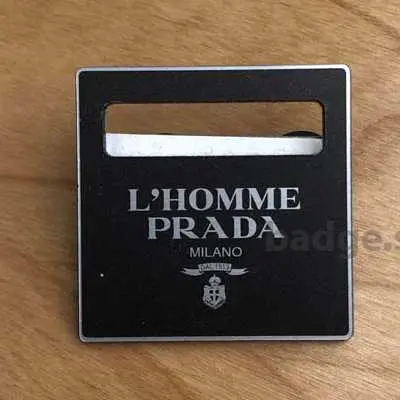 L'HOMME
PRADA
MILANO
DAL 1913
badge.s